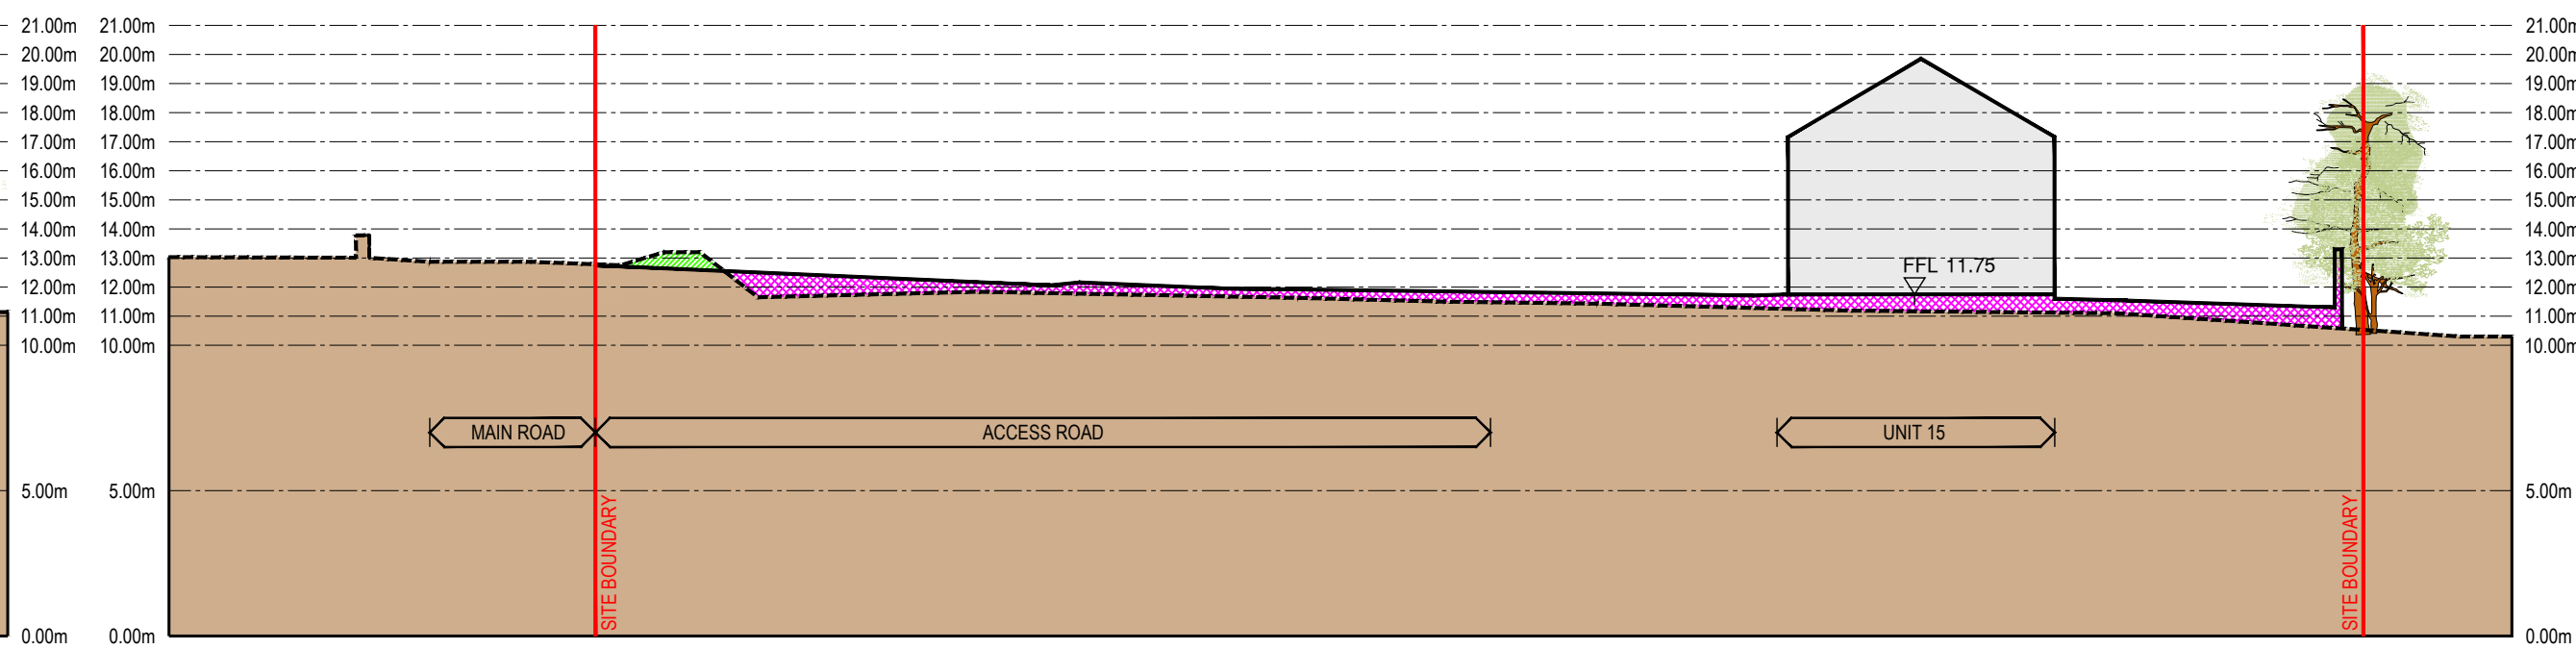 21.00m 21.00m 21.00m
20.00m 20.00m 20.00m
19.00m 19.00m 19.00m
18.00m 18.00m 18.00m
17.00m 17.00m 17.00m
16.00m 16.00m 16.00m
15.00m 15.00m 15.00m
14.00m 14.00m 14.00m
13.00m 13.00m 13.00m
FFL 11.75
12.00m 12.00m 12.00m
11.00m 11.00m 11.00m
10.00m 10.00m 10.00m
MAIN ROAD ACCESS ROAD UNIT 15
5.00m 5.00m 5.00m
SITE BOUNDARY SITE BOUNDARY
0.00m 0.00m 0.00m